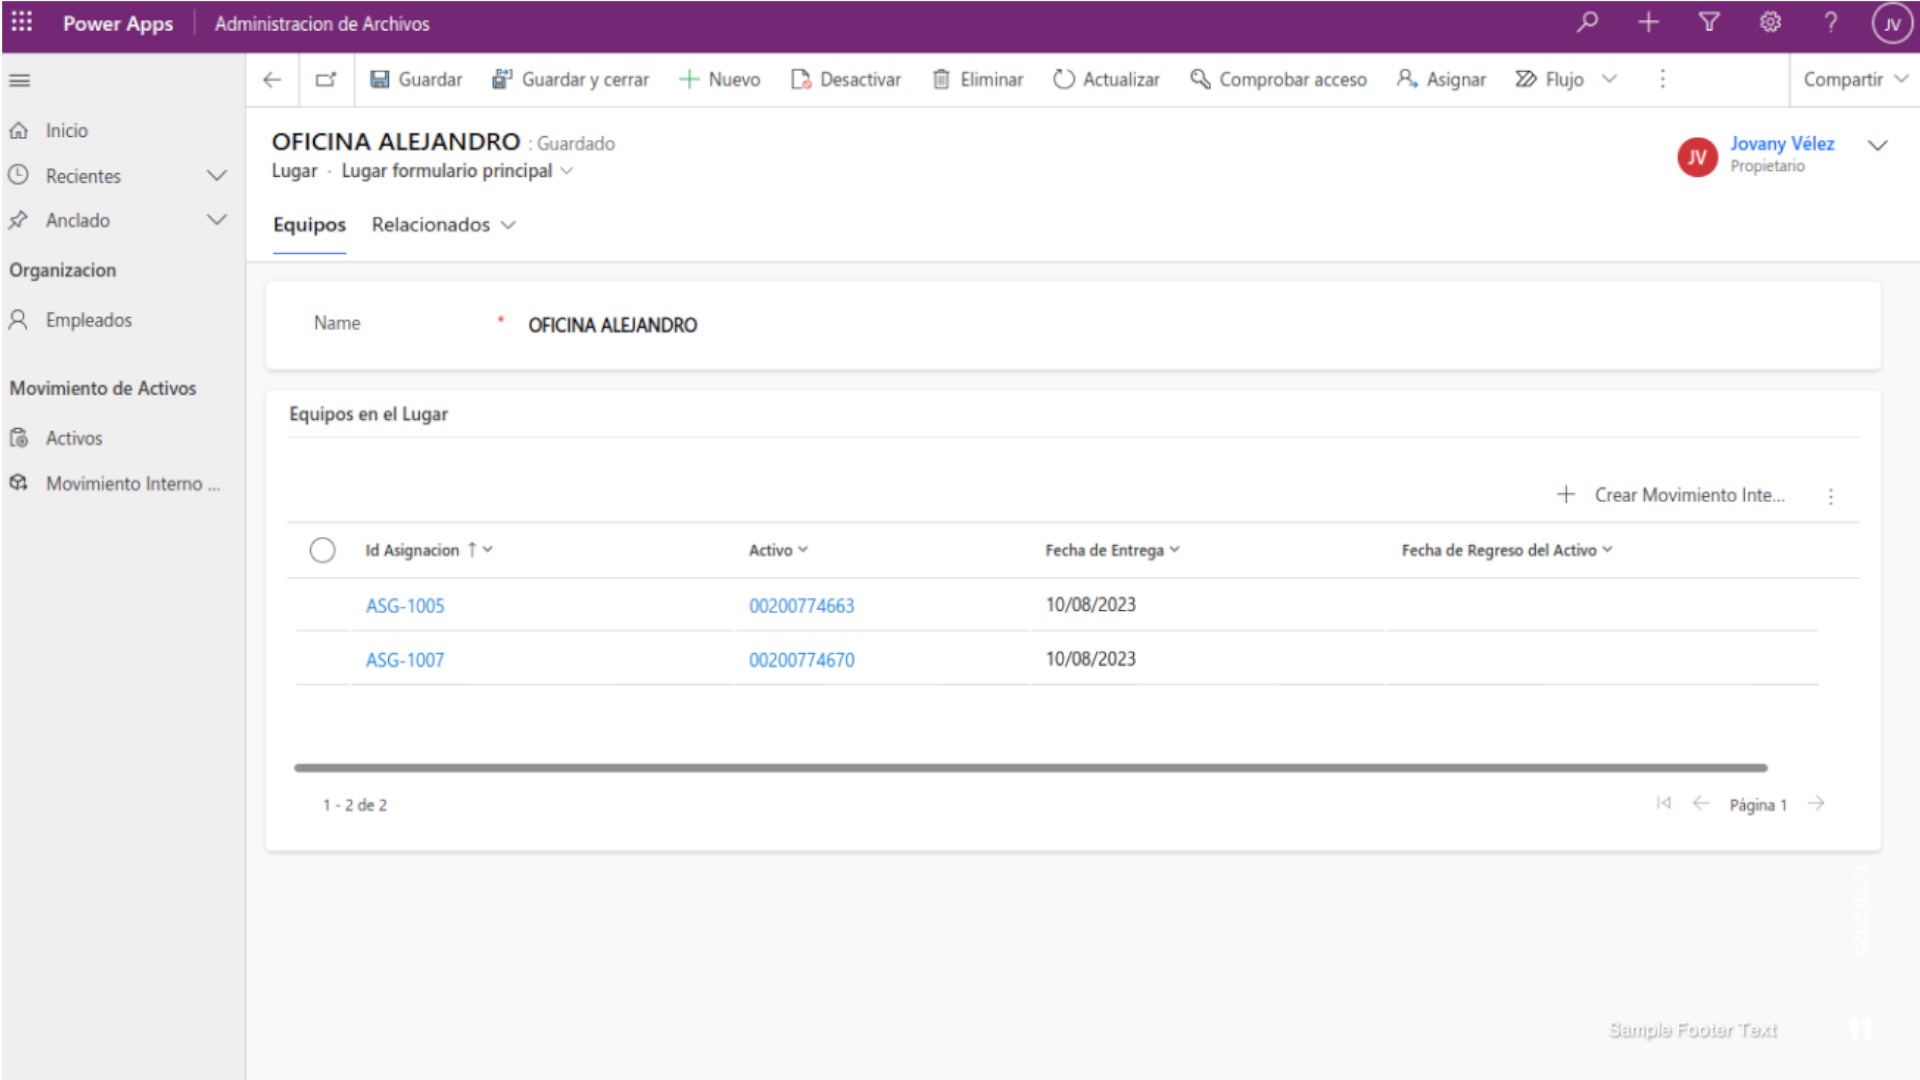 Power Apps
Administracion de Archivos
JV
Guardar
Guardar y cerrar
Nuevo
Desactivar
Eliminar
Actualizar
Comprobar acceso
Asignar
Flujo
Compartir
Inicio
Recientes
Anclado
Organizacion
Empleados
Movimiento de Activos
Activos
Movimiento Interno ...
OFICINA ALEJANDRO : Guardado
Lugar · Lugar formulario principal
JV
Jovany Vélez
Propietario
Equipos
Relacionados
Name * OFICINA ALEJANDRO
Equipos en el Lugar
Crear Movimiento Inte...
Id Asignacion
Activo
Fecha de Entrega
Fecha de Regreso del Activo
ASG-1005
00200774663
10/08/2023
ASG-1007
00200774670
10/08/2023
1 - 2 de 2
Página 1
Sample Footer Text
11